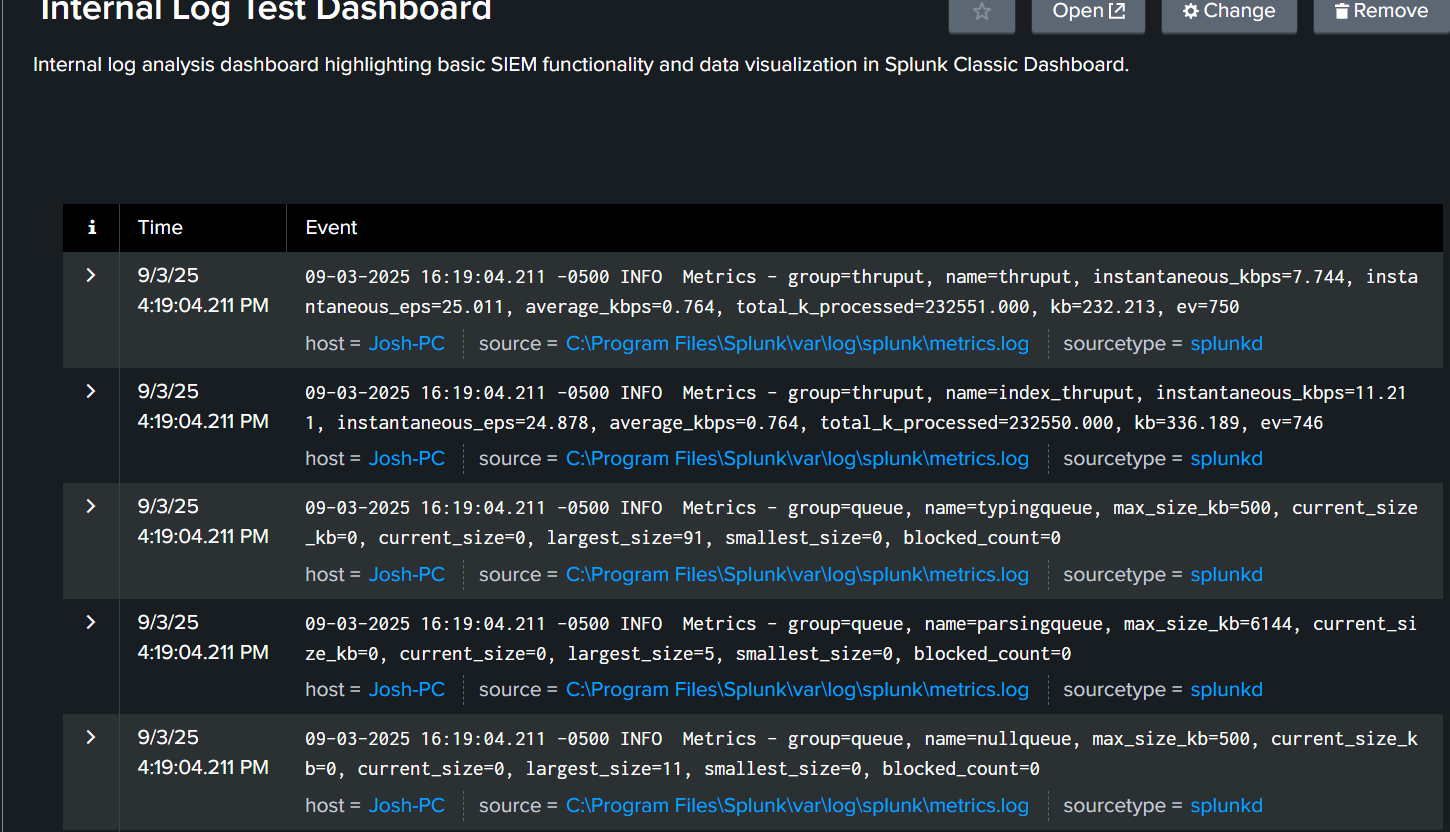 Internal Log Test Dashboard
Open Change Remove
Internal log analysis dashboard highlighting basic SIEM functionality and data visualization in Splunk Classic Dashboard.
i Time Event
9/3/25 09-03-2025 16:19:04.211 -0500 INFO  Metrics - group=thruput, name=thruput, instantaneous_kbps=7.744, insta
4:19:04.211 PM ntaneous_eps=25.011, average_kbps=0.764, total_k_processed=232551.000, kb=232.213, ev=750
host = Josh-PC source = C:\Program Files\Splunk\var\log\splunk\metrics.log sourcetype = splunkd
9/3/25 09-03-2025 16:19:04.211 -0500 INFO  Metrics - group=thruput, name=index_thruput, instantaneous_kbps=11.21
4:19:04.211 PM 1, instantaneous_eps=24.878, average_kbps=0.764, total_k_processed=232550.000, kb=336.189, ev=746
host = Josh-PC source = C:\Program Files\Splunk\var\log\splunk\metrics.log sourcetype = splunkd
9/3/25 09-03-2025 16:19:04.211 -0500 INFO  Metrics - group=queue, name=typingqueue, max_size_kb=500, current_size
4:19:04.211 PM _kb=0, current_size=0, largest_size=91, smallest_size=0, blocked_count=0
host = Josh-PC source = C:\Program Files\Splunk\var\log\splunk\metrics.log sourcetype = splunkd
9/3/25 09-03-2025 16:19:04.211 -0500 INFO  Metrics - group=queue, name=parsingqueue, max_size_kb=6144, current_si
4:19:04.211 PM ze_kb=0, current_size=0, largest_size=5, smallest_size=0, blocked_count=0
host = Josh-PC source = C:\Program Files\Splunk\var\log\splunk\metrics.log sourcetype = splunkd
9/3/25 09-03-2025 16:19:04.211 -0500 INFO  Metrics - group=queue, name=nullqueue, max_size_kb=500, current_size_k
4:19:04.211 PM b=0, current_size=0, largest_size=11, smallest_size=0, blocked_count=0
host = Josh-PC source = C:\Program Files\Splunk\var\log\splunk\metrics.log sourcetype = splunkd